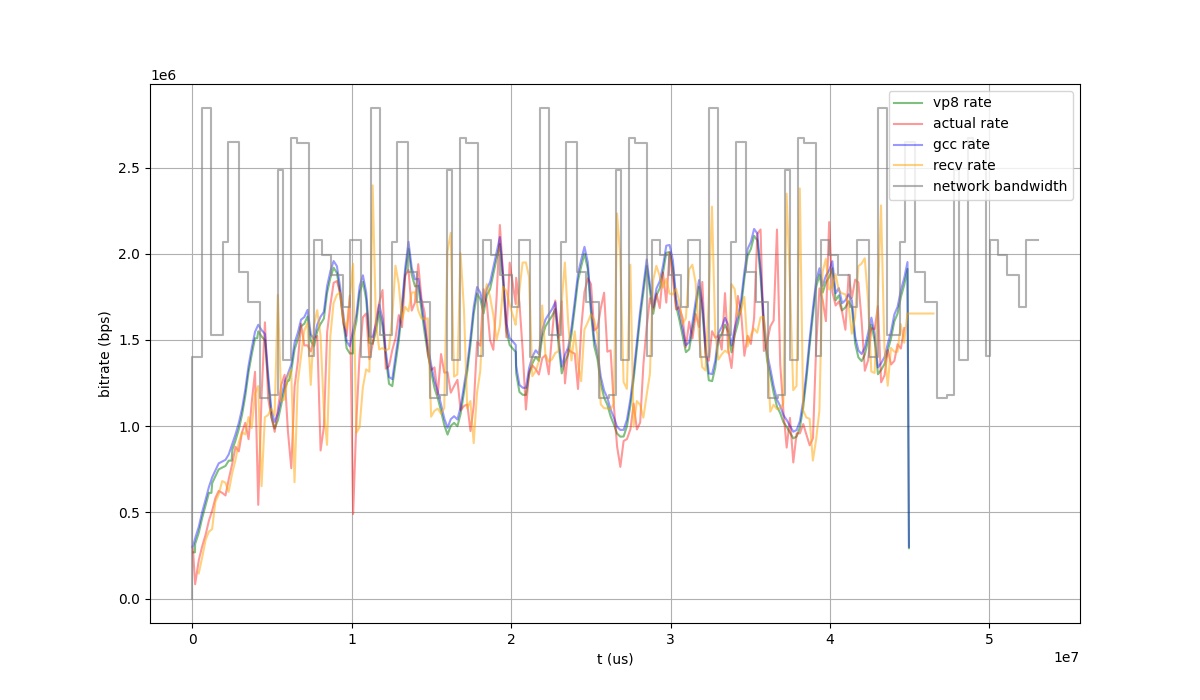 1e6
vp8 rate
actual rate
gcc rate
recv rate
network bandwidth
2.5
2.0
1.5
1.0
0.5
0.0
bitrate (bps)
0 1 2 3 4 5
t (us)
1e7